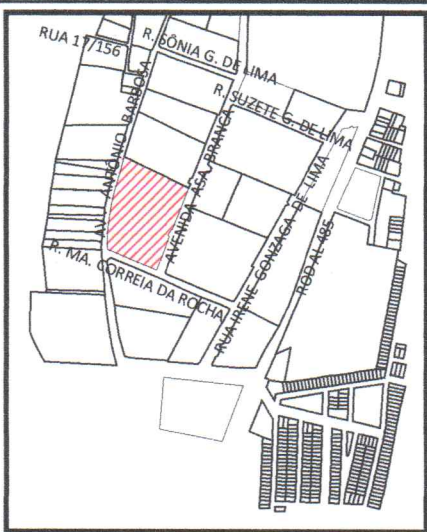 RUA 17/156
R. SÔNIA G. DE LIMA
R. SUZETE G. DE LIMA
AV. ANTÔNIO BARBOSA
AVENIDA ASA BRANCA
RUA IRENE GONZAGA DE LIMA
ROD AL 485
R. MA. CORREIA DA ROCHA